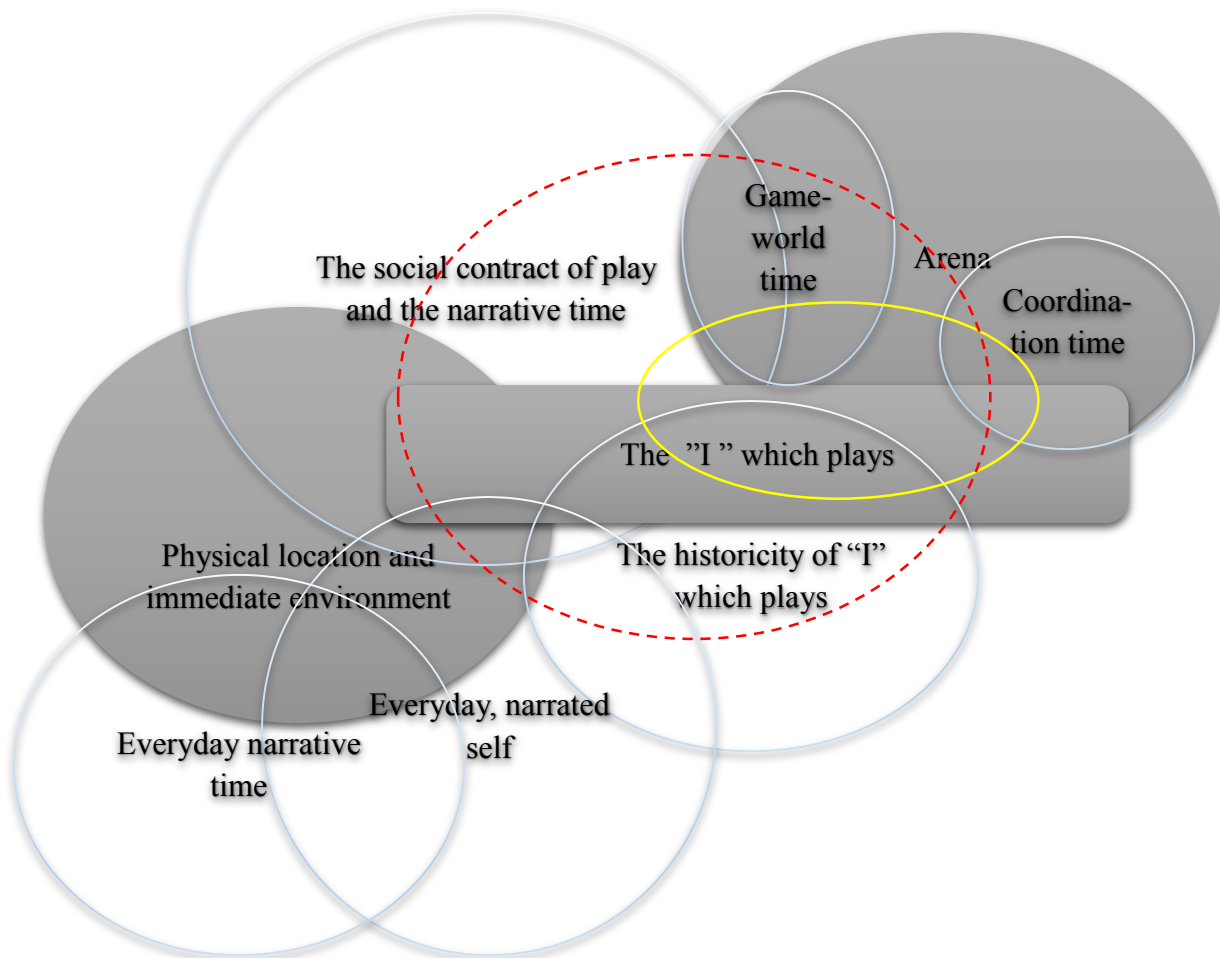 Game-
world
time
Arena
The social contract of play
and the narrative time
Coordina-
tion time
The ”I ” which plays
Physical location and
immediate environment
The historicity of “I”
which plays
Everyday, narrated
self
Everyday narrative
time